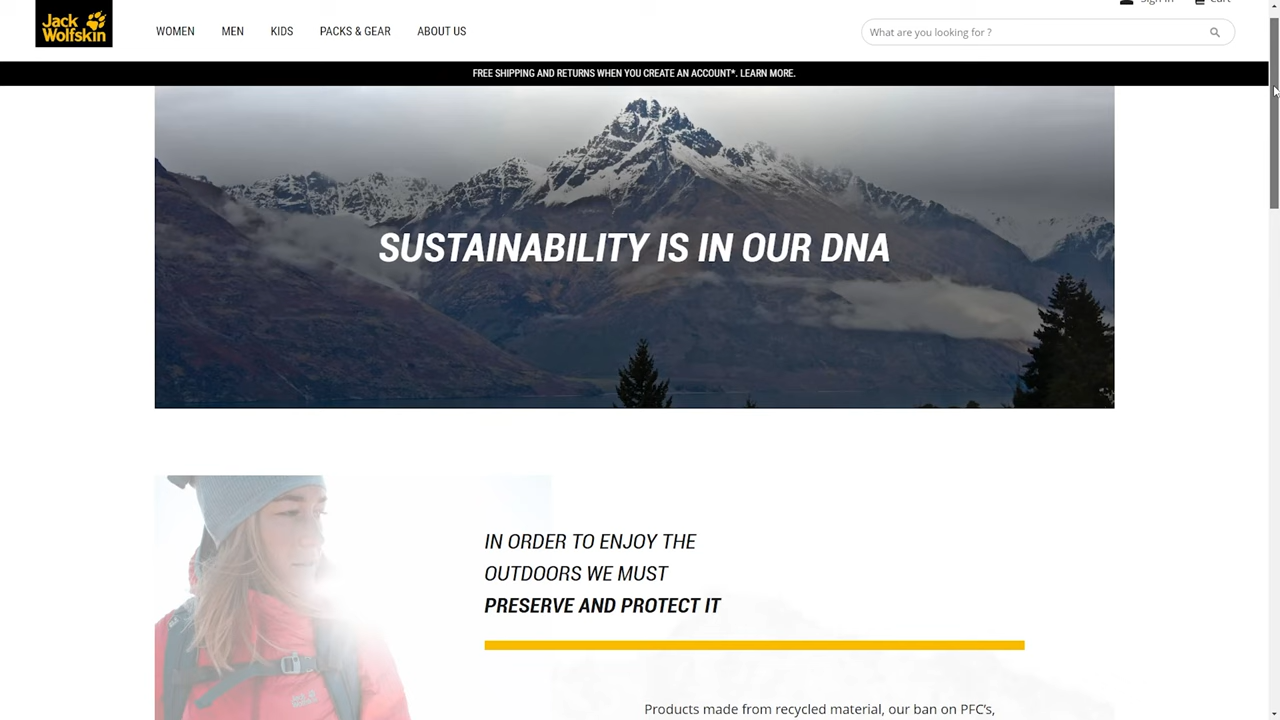 Jack
Wolfskin
WOMEN
MEN
KIDS
PACKS & GEAR
ABOUT US
Sign In
Cart
What are you looking for ?
FREE SHIPPING AND RETURNS WHEN YOU CREATE AN ACCOUNT*. LEARN MORE.
SUSTAINABILITY IS IN OUR DNA
IN ORDER TO ENJOY THE
OUTDOORS WE MUST
PRESERVE AND PROTECT IT
Products made from recycled material, our ban on PFC's,